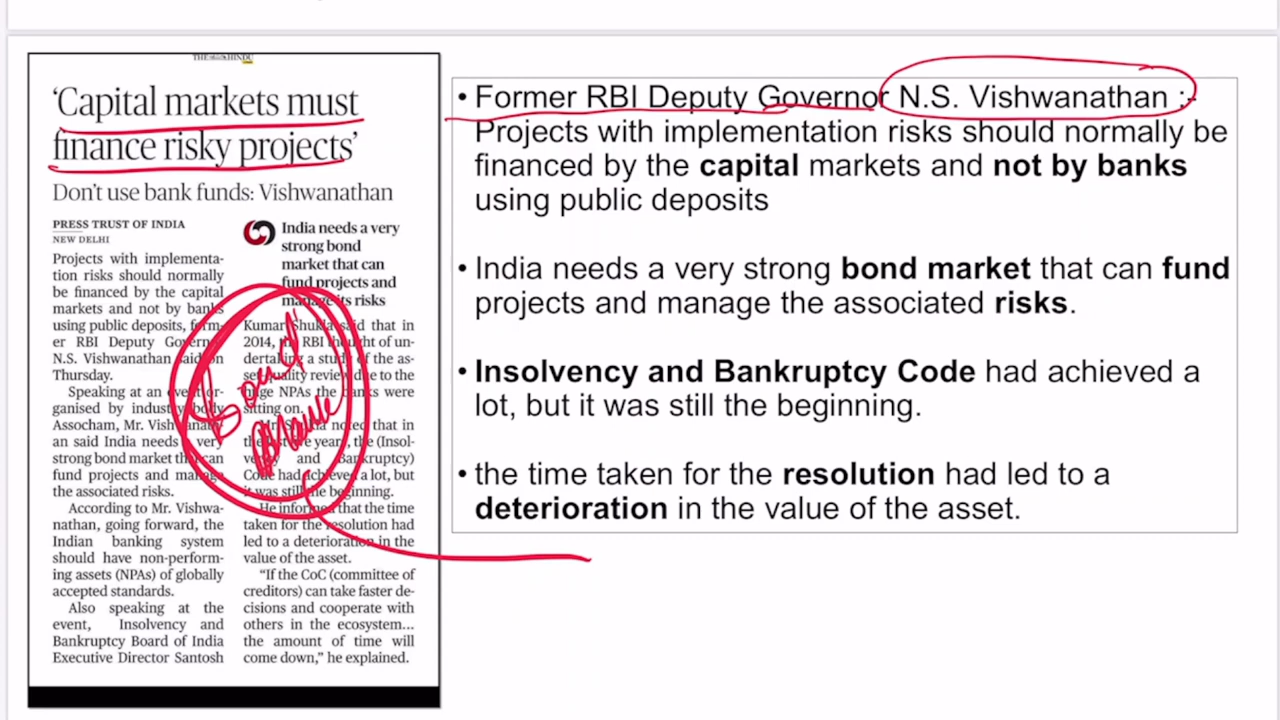 THE HINDU
‘Capital markets must
finance risky projects’
Don’t use bank funds: Vishwanathan
PRESS TRUST OF INDIA
NEW DELHI
Projects with implementa-
tion risks should normally
be financed by the capital
markets and not by banks
using public deposits, form-
er RBI Deputy Governor
N.S. Vishwanathan said on
Thursday.
Speaking at an event or-
ganised by industry body
Assocham, Mr. Vishwanath-
an said India needs a very
strong bond market that can
fund projects and manage
the associated risks.
According to Mr. Vishwa-
nathan, going forward, the
Indian banking system
should have non-perform-
ing assets (NPAs) of globally
accepted standards.
Also speaking at the
event, Insolvency and
Bankruptcy Board of India
Executive Director Santosh
India needs a very
strong bond
market that can
fund projects and
manage its risks
Kumar Shukla said that in
2014, the RBI thought of un-
dertaking a study of the as-
set-quality review due to the
huge NPAs the banks were
sitting on.
Mr. Shukla noted that in
the last five years, the (Insol-
vency and Bankruptcy)
Code had achieved a lot, but
it was still the beginning.
He informed that the time
taken for the resolution had
led to a deterioration in the
value of the asset.
“If the CoC (committee of
creditors) can take faster de-
cisions and cooperate with
others in the ecosystem...
the amount of time will
come down,” he explained.
Bond
• Former RBI Deputy Governor N.S. Vishwanathan :-
Projects with implementation risks should normally be
financed by the capital markets and not by banks
using public deposits
• India needs a very strong bond market that can fund
projects and manage the associated risks.
• Insolvency and Bankruptcy Code had achieved a
lot, but it was still the beginning.
• the time taken for the resolution had led to a
deterioration in the value of the asset.